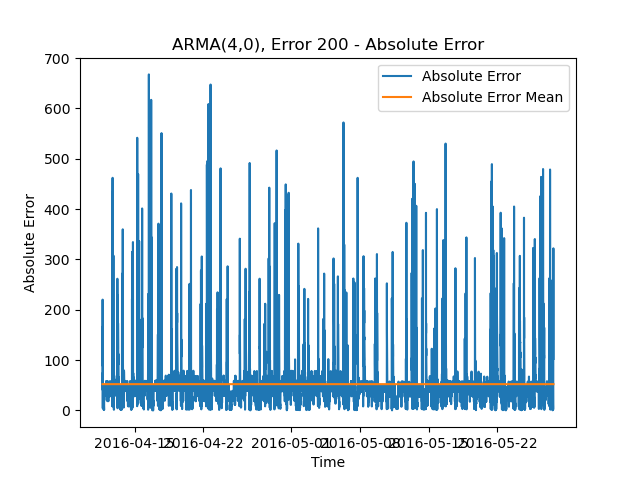 ARMA(4,0), Error 200 - Absolute Error
Absolute Error
Absolute Error Mean
700
600
500
400
300
200
100
0
Absolute Error
2016-04-15
2016-04-22
2016-05-01
2016-05-08
2016-05-15
2016-05-22
Time